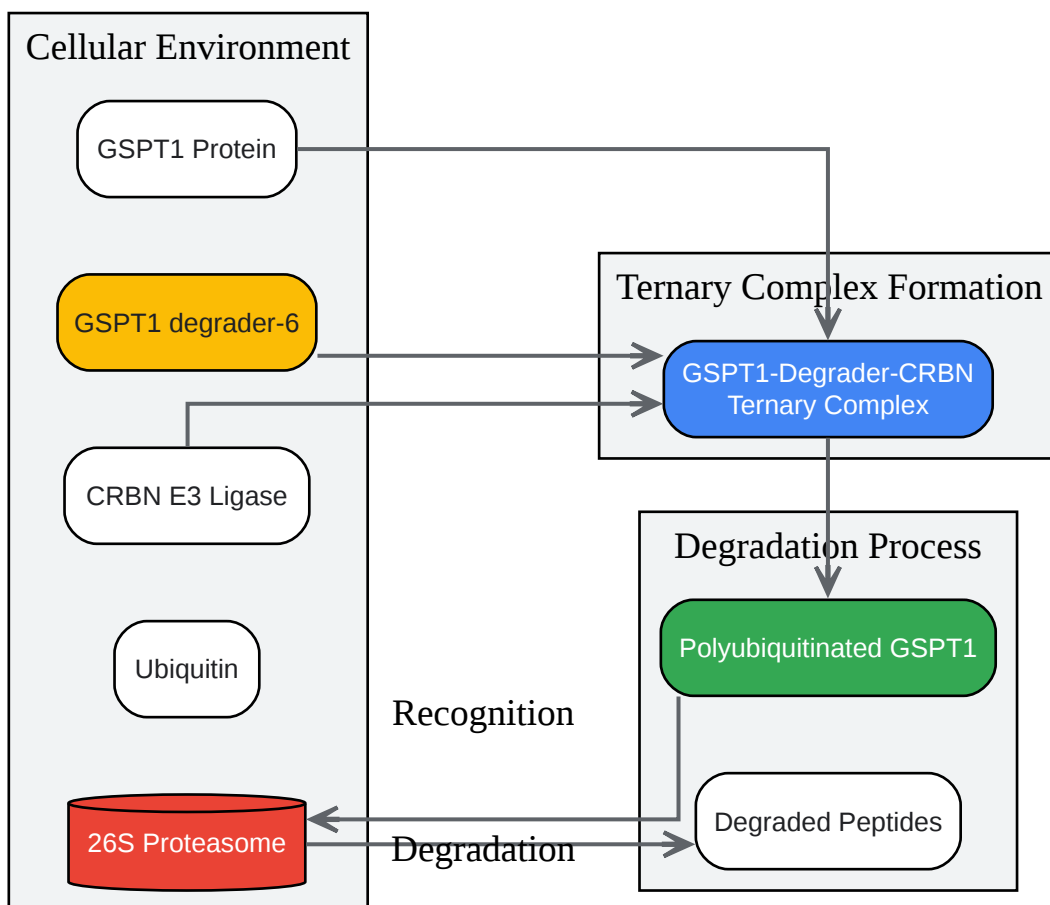 Cellular Environment
GSPT1 Protein
GSPT1 degrader-6
CRBN E3 Ligase
Ubiquitin
26S Proteasome
Ternary Complex Formation
GSPT1-Degrader-CRBN
Ternary Complex
Degradation Process
Polyubiquitinated GSPT1
Degraded Peptides
Recognition
Degradation